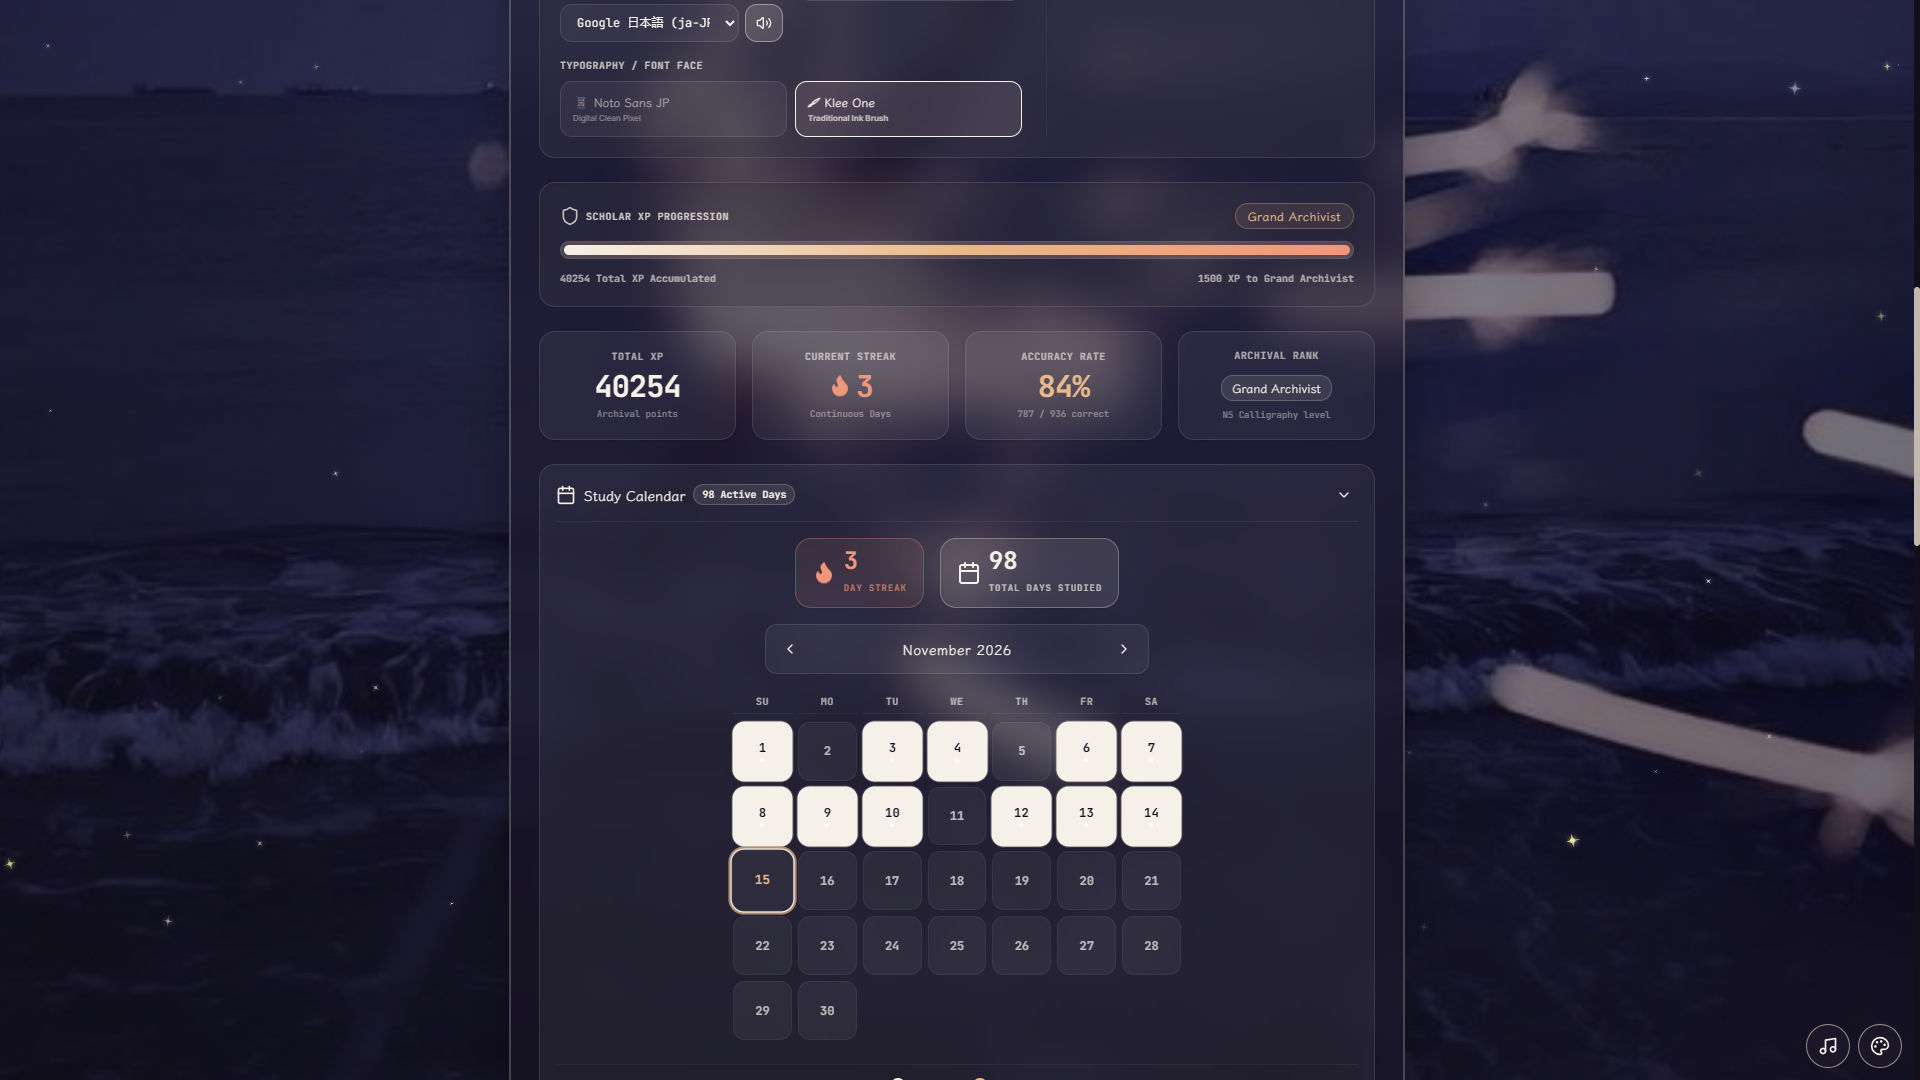 Google 日本語 (ja-JP
TYPOGRAPHY / FONT FACE
Noto Sans JP
Digital Clean Pixel
Klee One
Traditional Ink Brush
SCHOLAR XP PROGRESSION
Grand Archivist
40254 Total XP Accumulated
1500 XP to Grand Archivist
TOTAL XP
40254
Archival points
CURRENT STREAK
3
Continuous Days
ACCURACY RATE
84%
787 / 936 correct
ARCHIVAL RANK
Grand Archivist
N5 Calligraphy level
Study Calendar
98 Active Days
3
DAY STREAK
98
TOTAL DAYS STUDIED
November 2026
SU MO TU WE TH FR SA
1 2 3 4 5 6 7
8 9 10 11 12 13 14
15 16 17 18 19 20 21
22 23 24 25 26 27 28
29 30